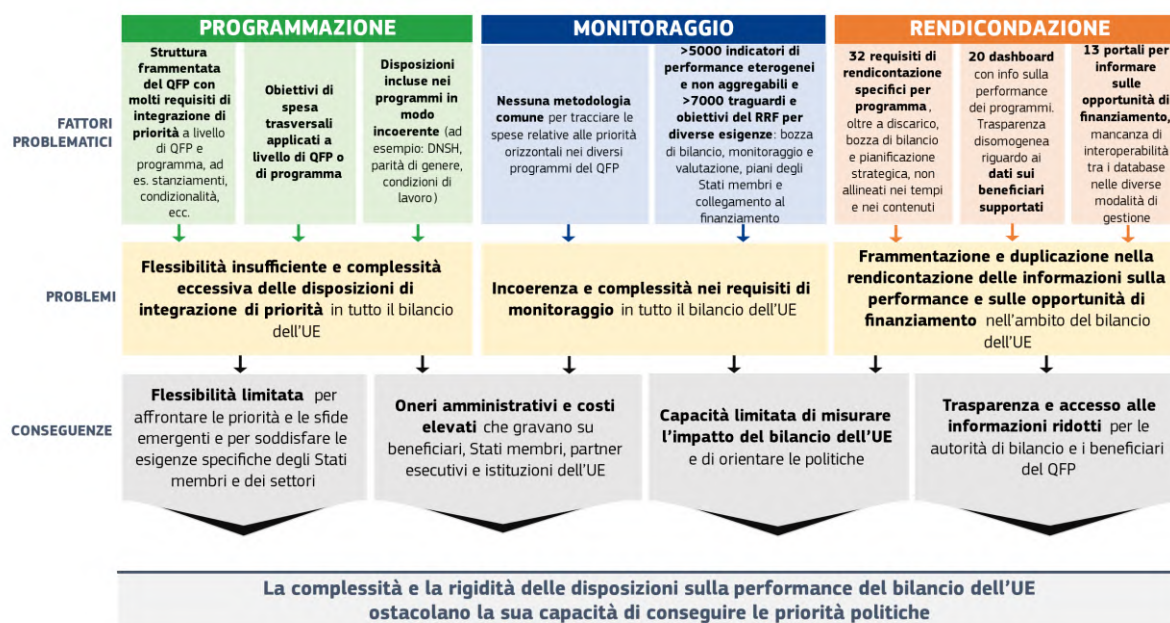 PROGRAMMAZIONE
MONITORAGGIO
RENDICONDAZIONE
FATTORI
PROBLEMATICI
Struttura
frammentata
del QFP con
molti requisiti di
integrazione di
priorità a livello
di QFP e
programma, ad
es. stanziamenti,
condizionalità,
ecc.
Obiettivi di
spesa
trasversali
applicati a
livello di QFP o
di programma
Disposizioni
incluse nei
programmi in
modo
incoerente (ad
esempio: DNSH,
parità di genere,
condizioni di
lavoro)
Nessuna metodologia
comune per tracciare le
spese relative alle priorità
orizzontali nei diversi
programmi del QFP
>5000 indicatori di
performance eterogenei
e non aggregabili e
>7000 traguardi e
obiettivi del RRF per
diverse esigenze: bozza
di bilancio, monitoraggio e
valutazione, piani degli
Stati membri e
collegamento al
finanziamento
32 requisiti di
rendicontazione
specifici per
programma,
oltre a discarico,
bozza di bilancio
e pianificazione
strategica, non
allineati nei tempi
e nei contenuti
20 dashboard
con info sulla
performance
dei programmi.
Trasparenza
disomogenea
riguardo ai
dati sui
beneficiari
supportati
13 portali per
informare
sulle
opportunità di
finanziamento,
mancanza di
interoperabilità
tra i database
nelle diverse
modalità di
gestione
PROBLEMI
Flessibilità insufficiente e complessità
eccessiva delle disposizioni di
integrazione di priorità in tutto il bilancio
dell'UE
Incoerenza e complessità nei requisiti di
monitoraggio in tutto il bilancio dell'UE
Frammentazione e duplicazione nella
rendicontazione delle informazioni sulla
performance e sulle opportunità di
finanziamento nell'ambito del bilancio
dell'UE
CONSEGUENZE
Flessibilità limitata per
affrontare le priorità e le sfide
emergenti e per soddisfare le
esigenze specifiche degli Stati
membri e dei settori
Oneri amministrativi e costi
elevati che gravano su
beneficiari, Stati membri, partner
esecutivi e istituzioni dell'UE
Capacità limitata di misurare
l'impatto del bilancio dell'UE
e di orientare le politiche
Trasparenza e accesso alle
informazioni ridotti per le
autorità di bilancio e i beneficiari
del QFP
La complessità e la rigidità delle disposizioni sulla performance del bilancio dell'UE
ostacolano la sua capacità di conseguire le priorità politiche